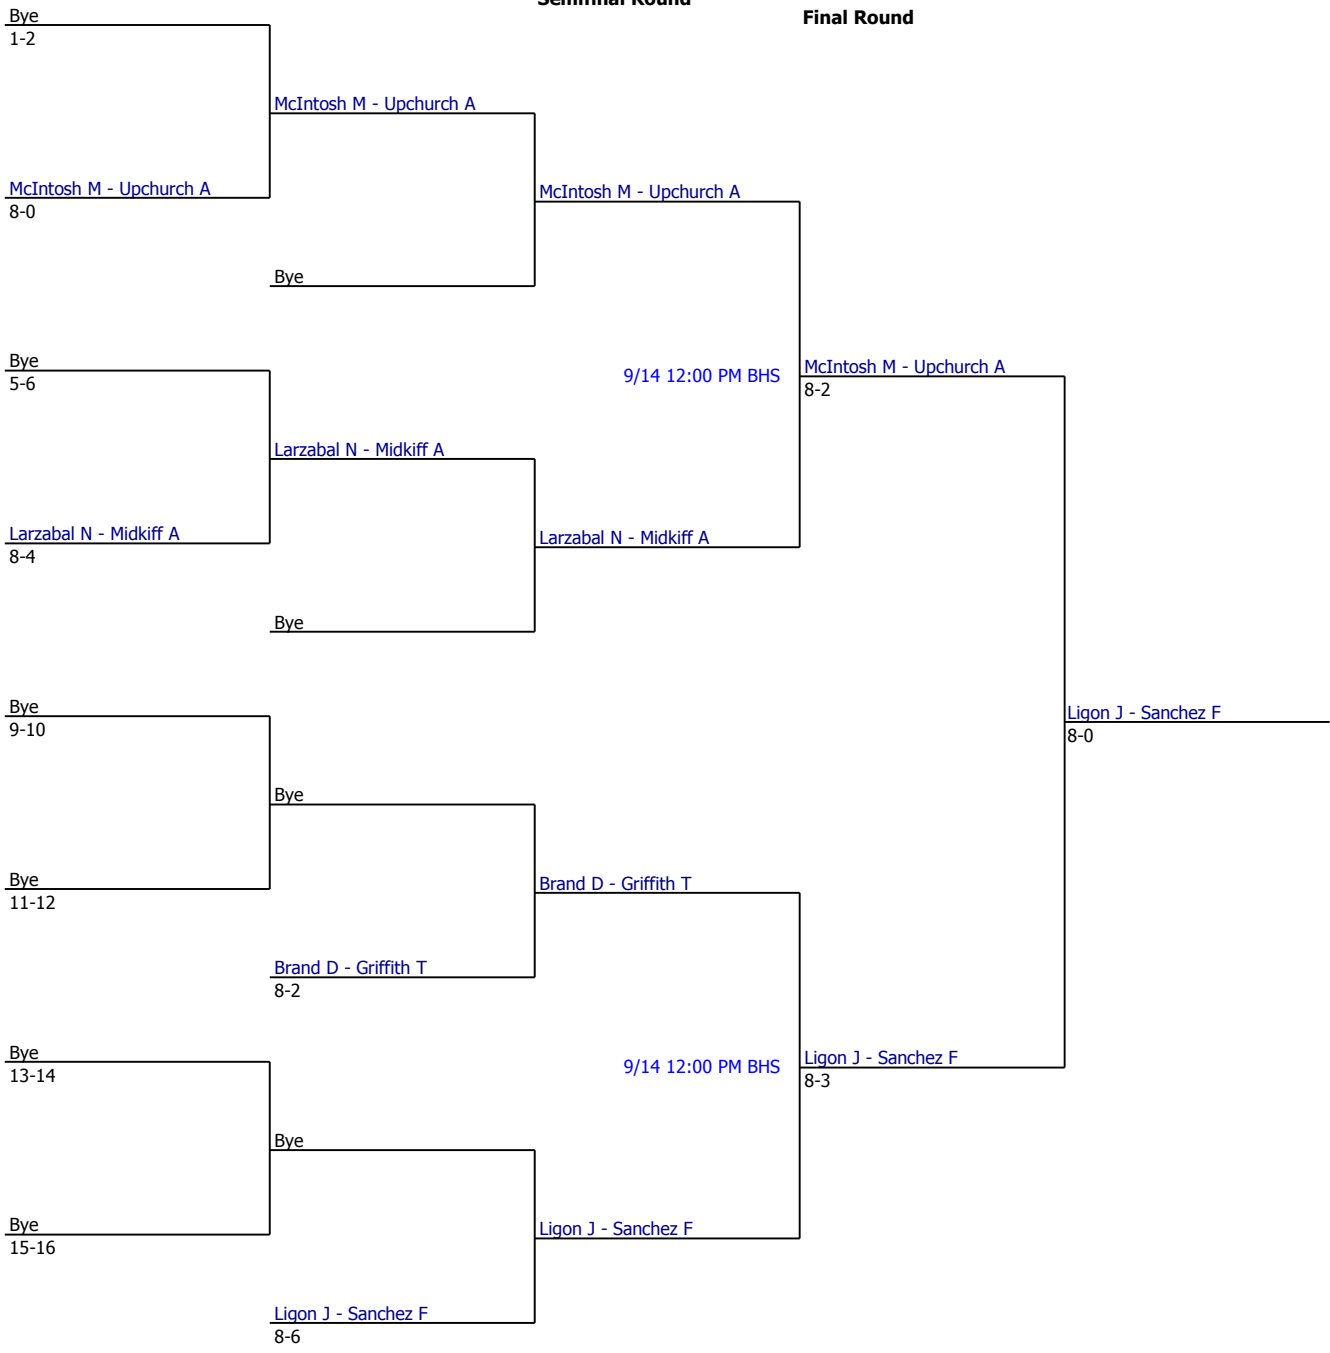 Semifinal Round
Final Round
Bye
1-2
McIntosh M - Upchurch A
McIntosh M - Upchurch A
8-0
McIntosh M - Upchurch A
Bye
Bye
5-6
9/14 12:00 PM BHS
McIntosh M - Upchurch A
8-2
Larzabal N - Midkiff A
Larzabal N - Midkiff A
8-4
Larzabal N - Midkiff A
Bye
Bye
9-10
Ligon J - Sanchez F
8-0
Bye
Bye
11-12
Brand D - Griffith T
Brand D - Griffith T
8-2
Bye
13-14
9/14 12:00 PM BHS
Ligon J - Sanchez F
8-3
Bye
Bye
15-16
Ligon J - Sanchez F
Ligon J - Sanchez F
8-6